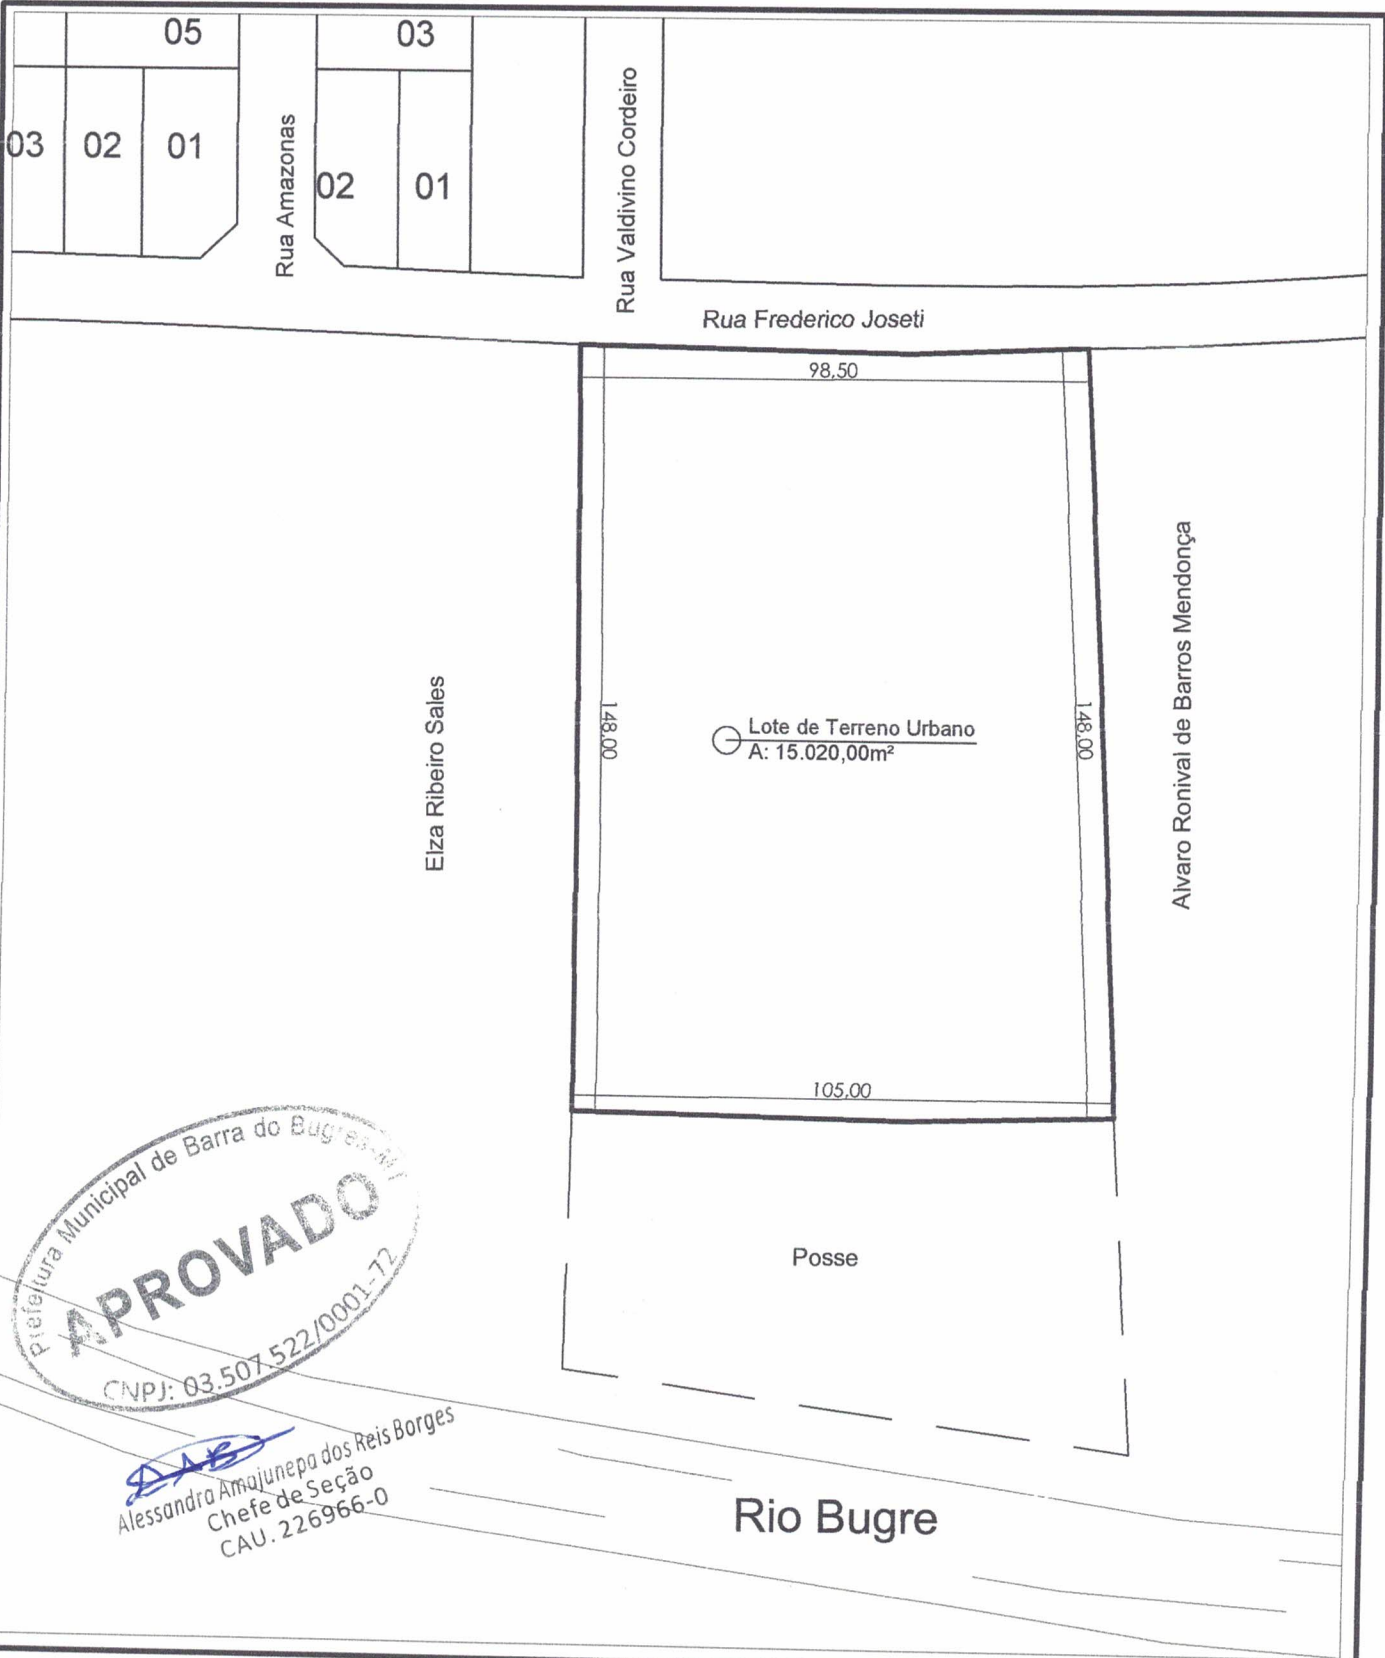 05
03
03
02
01
Rua Amazonas
02
01
Rua Valdivino Cordeiro
Rua Frederico Joseti
98,50
Elza Ribeiro Sales
148,00
Lote de Terreno Urbano
A: 15.020,00m²
148,00
Alvaro Ronival de Barros Mendonça
105,00
Posse
Prefeitura Municipal de Barra do Bugres-MT
APROVADO
CNPJ: 03.507.522/0001-72
Alessandra Amajunepa dos Reis Borges
Chefe de Seção
CAU. 226966-0
Rio Bugre